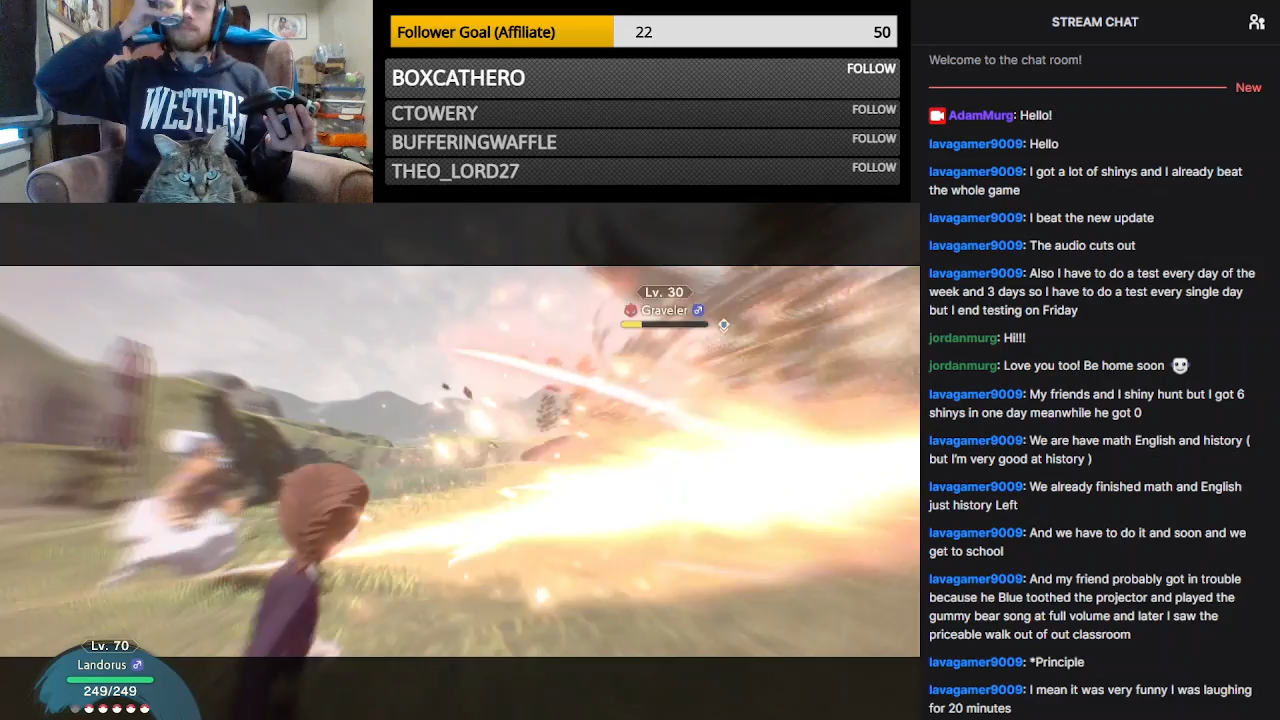 WESTERN
Follower Goal (Affiliate) 22 50
BOXCATHERO FOLLOW
CTOWERY FOLLOW
BUFFERINGWAFFLE FOLLOW
THEO_LORD27 FOLLOW
Lv. 30
Graveler
Lv. 70
Landorus
249/249
STREAM CHAT
Welcome to the chat room!
New
AdamMurg: Hello!
lavagamer9009: Hello
lavagamer9009: I got a lot of shinys and I already beat
the whole game
lavagamer9009: I beat the new update
lavagamer9009: The audio cuts out
lavagamer9009: Also I have to do a test every day of the
week and 3 days so I have to do a test every single day
but I end testing on Friday
jordanmurg: Hi!!!
jordanmurg: Love you too! Be home soon
lavagamer9009: My friends and I shiny hunt but I got 6
shinys in one day meanwhile he got 0
lavagamer9009: We are have math English and history (
but I'm very good at history )
lavagamer9009: We already finished math and English
just history Left
lavagamer9009: And we have to do it and soon and we
get to school
lavagamer9009: And my friend probably got in trouble
because he Blue toothed the projector and played the
gummy bear song at full volume and later I saw the
priceable walk out of out classroom
lavagamer9009: *Principle
lavagamer9009: I mean it was very funny I was laughing
for 20 minutes